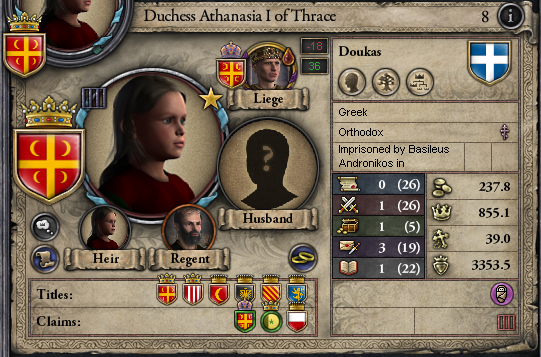 Duchess Athanasia I of Thrace 8 i
-18
36
Doukas
Liege
?
Husband
Greek
Orthodox
Imprisoned by Basileus
Andronikos in
0 (26) 237.8
1 (26) 855.1
1 (5) 39.0
3 (19) 3353.5
1 (22)
Heir Regent
Titles:
Claims: